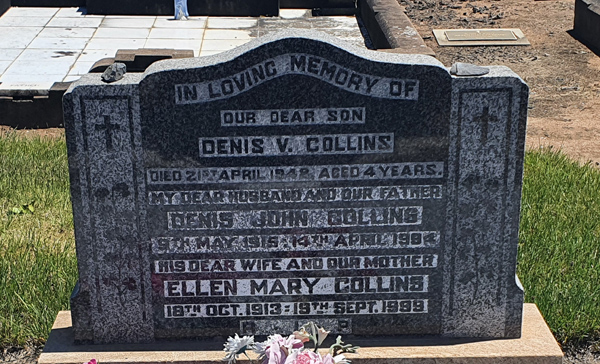 IN LOVING MEMORY OF
OUR DEAR SON
DENIS V. COLLINS
DIED 21ST APRIL 1942, AGED 4 YEARS.
MY DEAR HUSBAND AND OUR FATHER
DENIS JOHN COLLINS
9TH MAY 1915-14TH APRIL 1984
HIS DEAR WIFE AND OUR MOTHER
ELLEN MARY COLLINS
18TH OCT. 1913-19TH SEPT. 1999